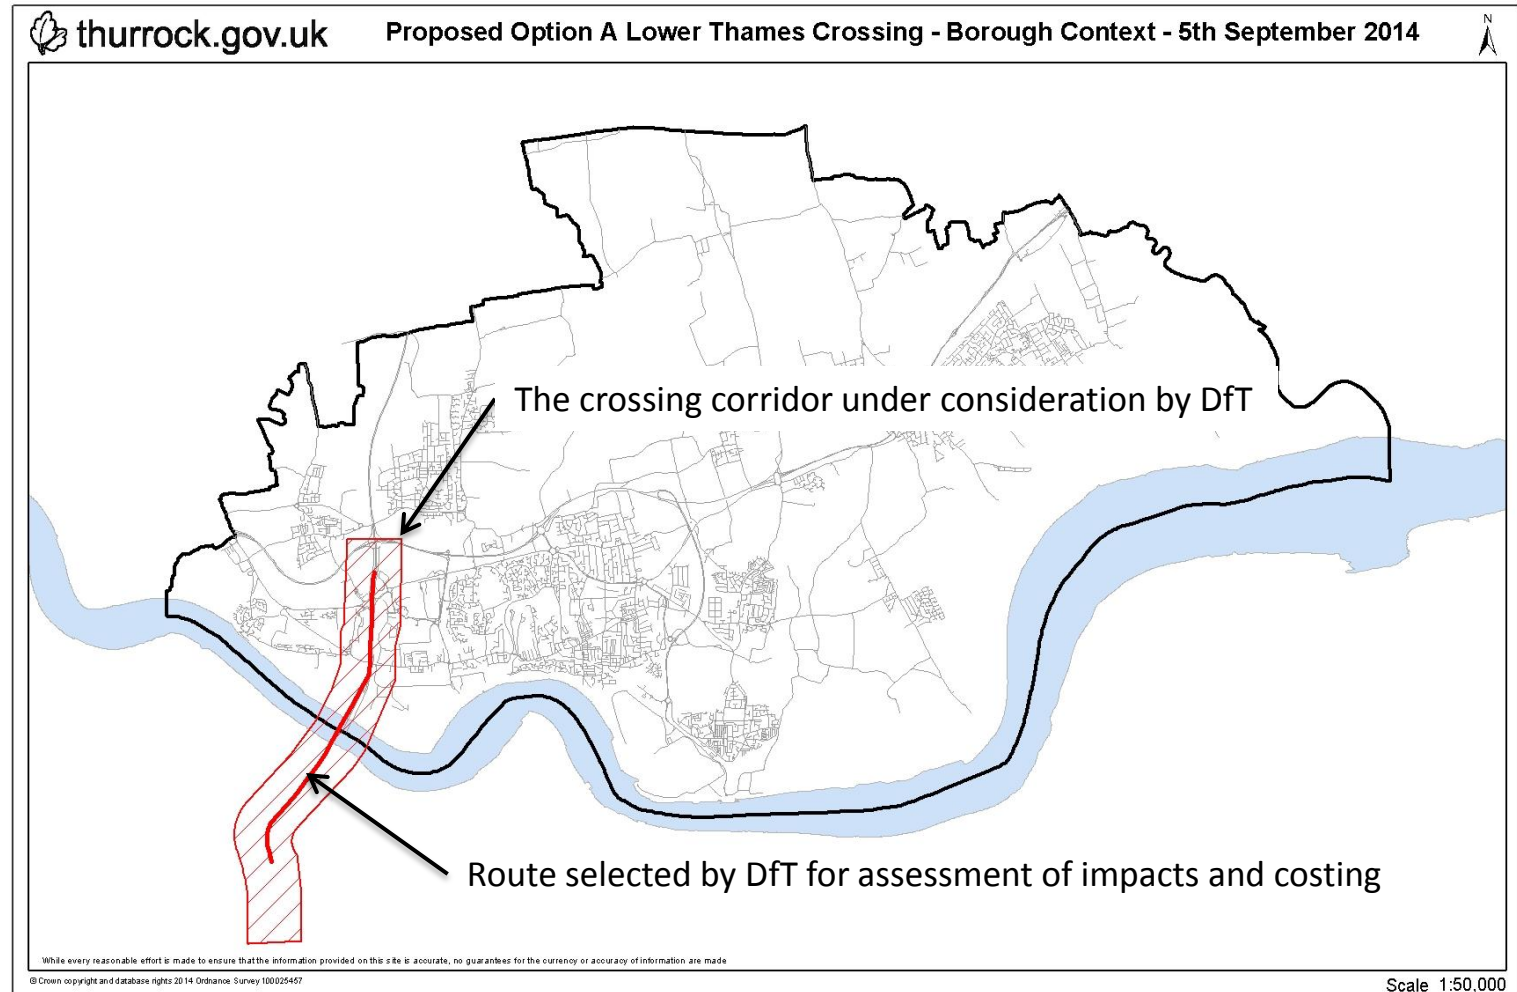 thurrock.gov.uk
Proposed Option A Lower Thames Crossing - Borough Context - 5th September 2014
N
The crossing corridor under consideration by DfT
Route selected by DfT for assessment of impacts and costing
While every reasonable effort is made to ensure that the information provided on this site is accurate, no guarantees for the currency or accuracy of information are made
© Crown copyright and database rights 2014 Ordnance Survey 100025457
Scale 1:50,000